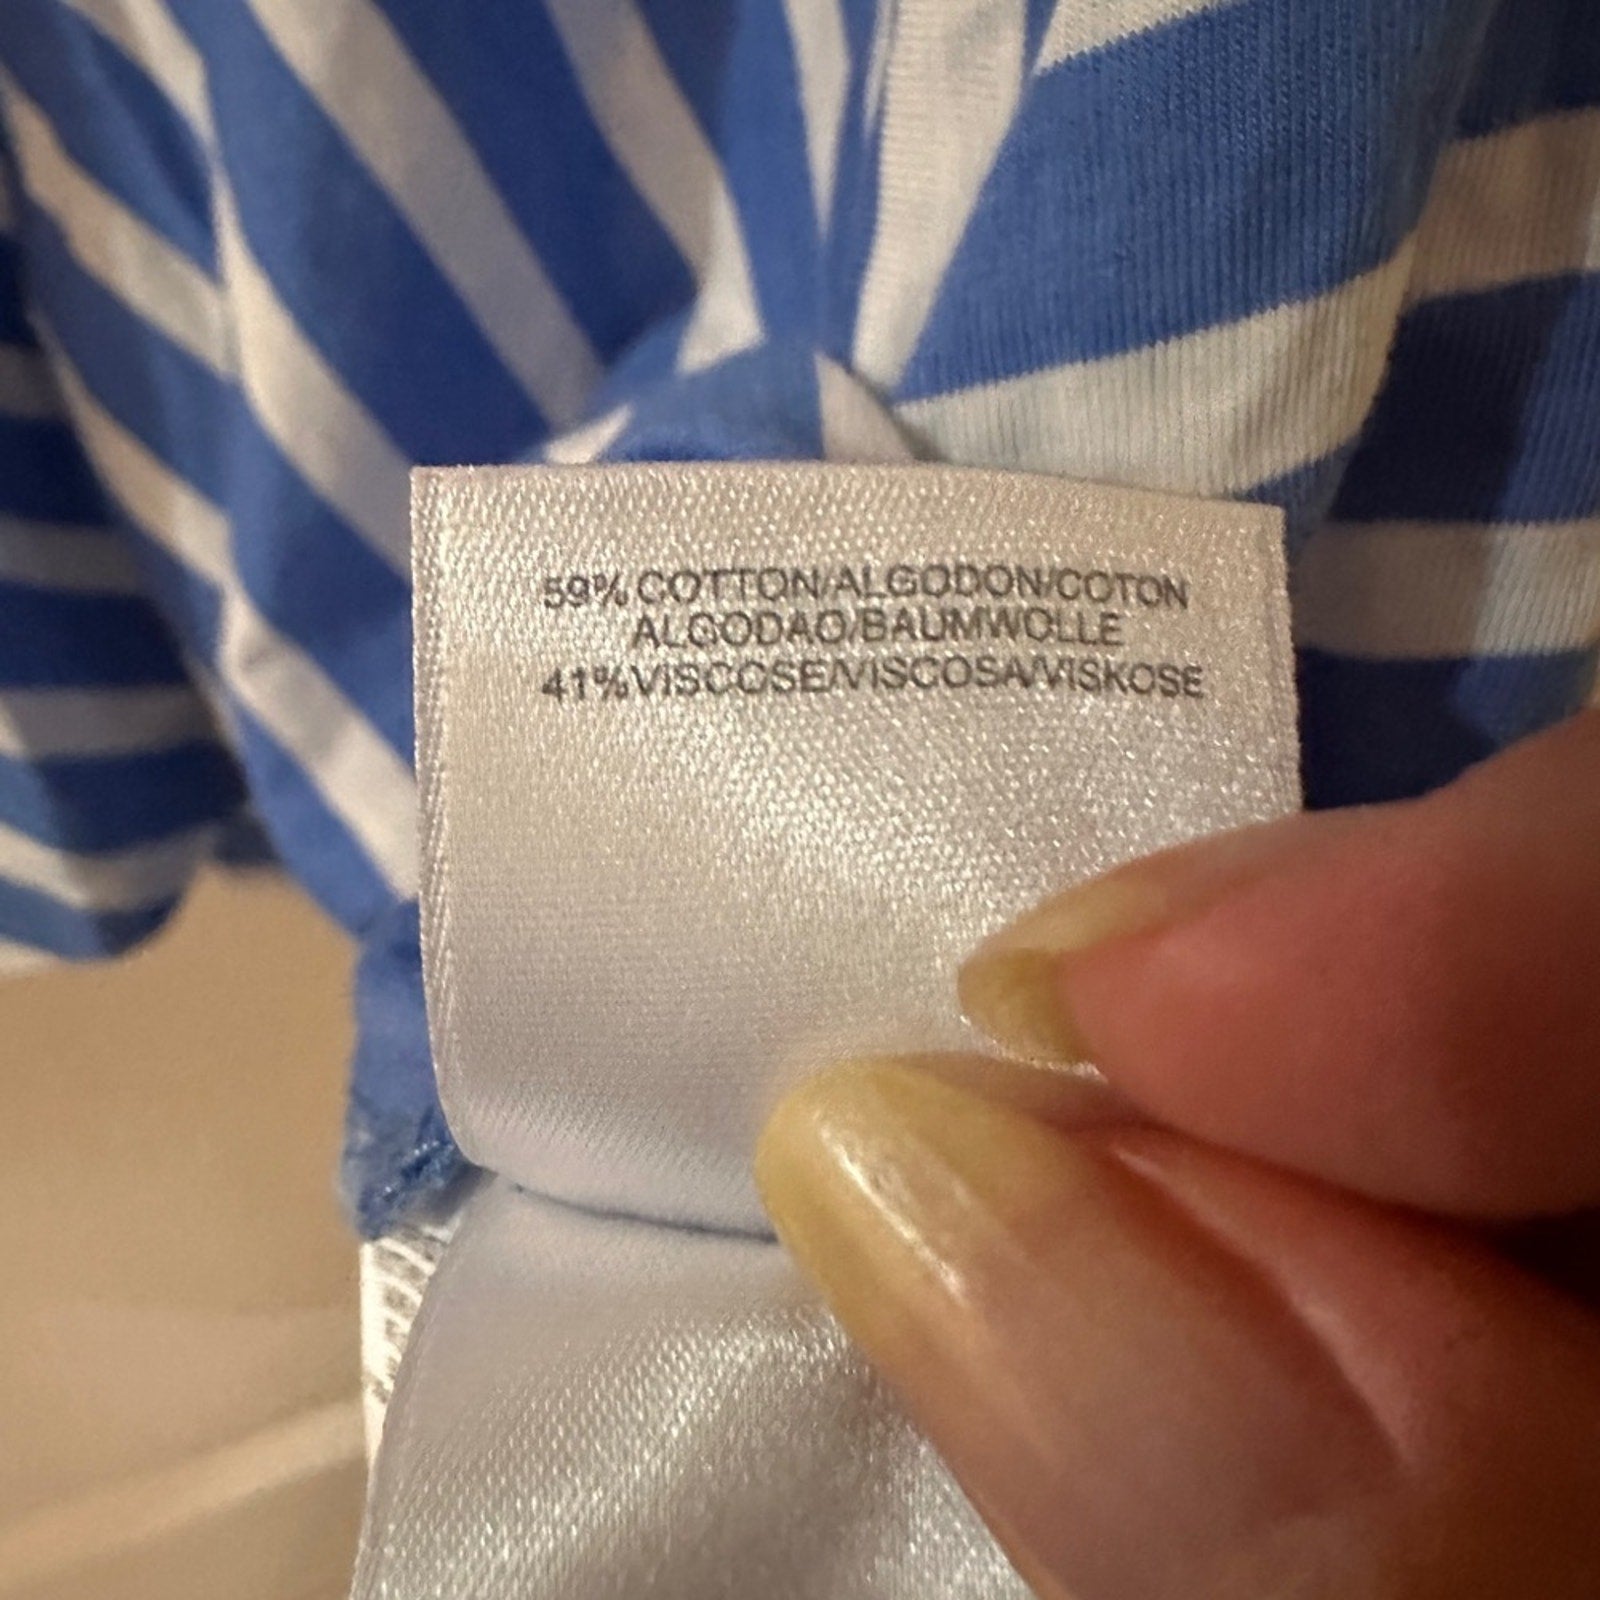 59% COTTON/ALGODON/COTON
ALGODAO/BAUMWOLLE
41% VISCOSE/VISCOSA/VISKOSE